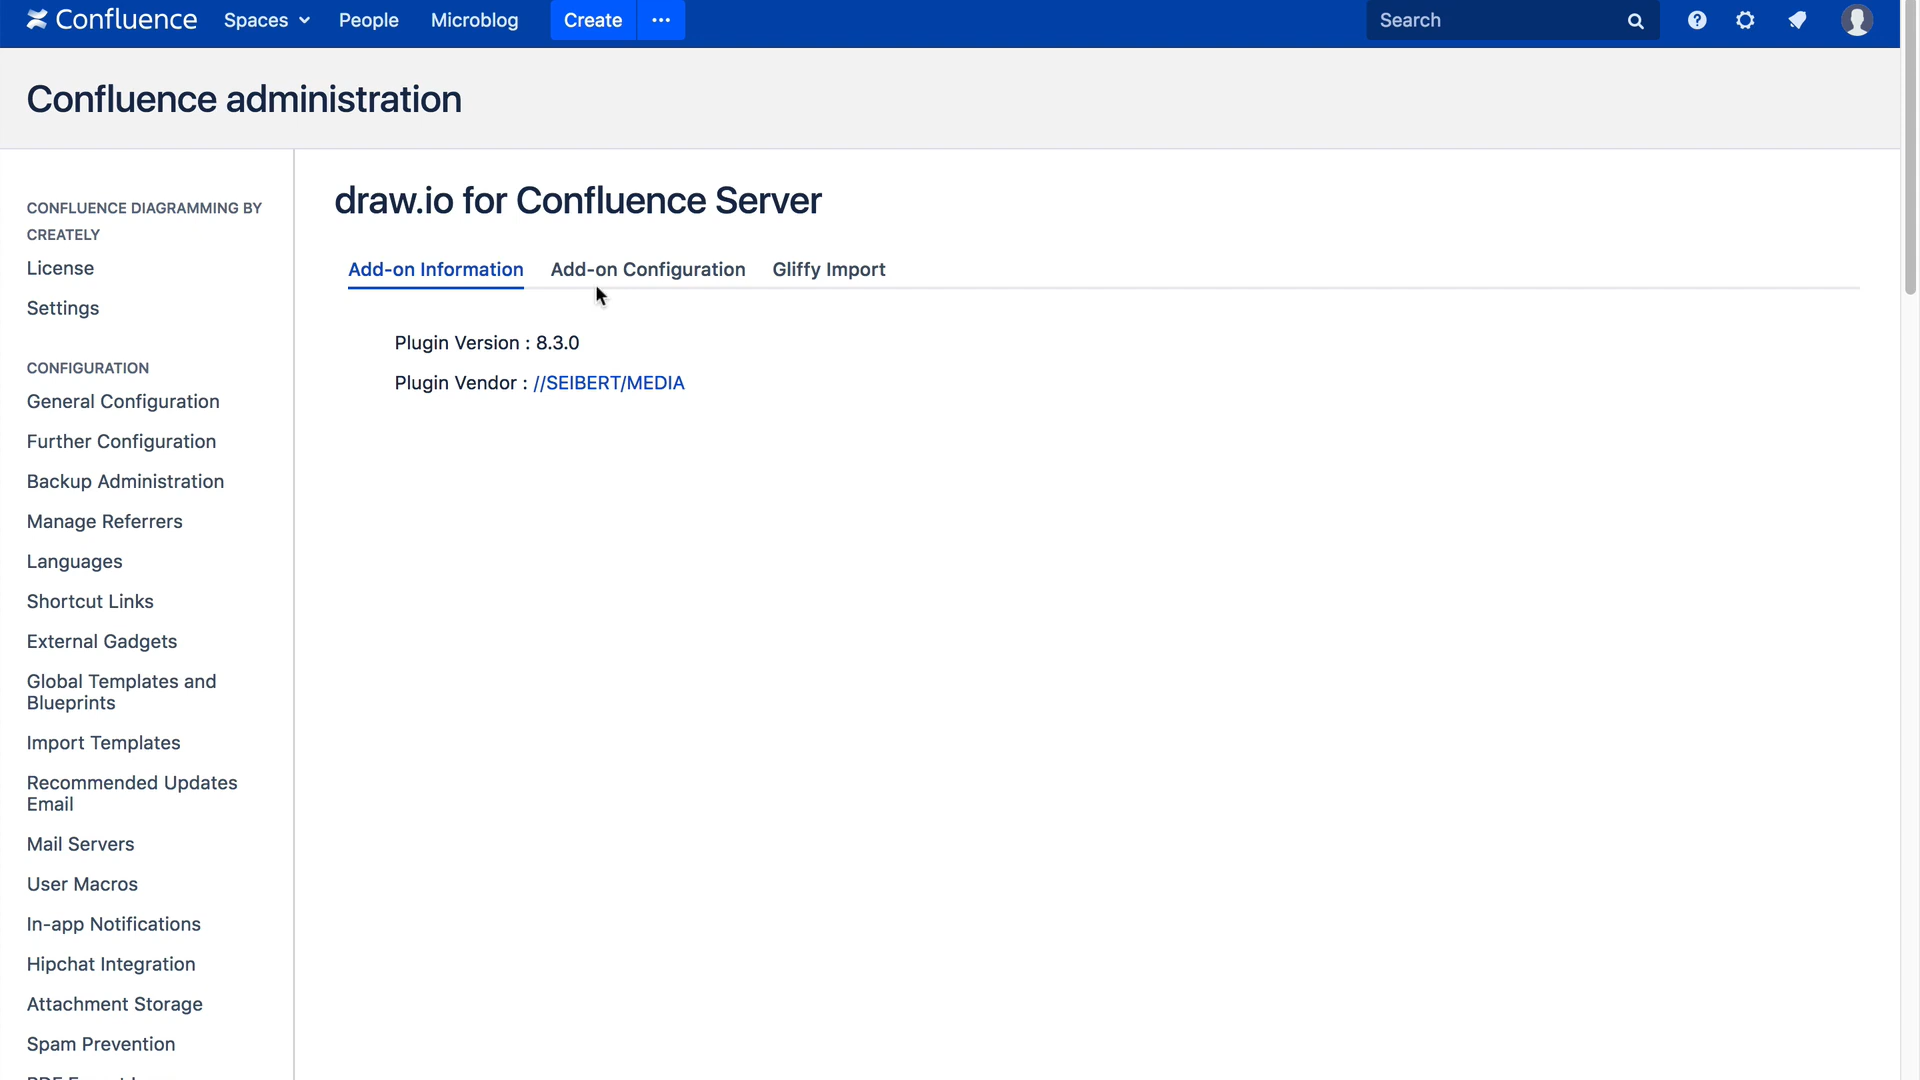 Confluence Spaces People Microblog Create ··· Search
Confluence administration
CONFLUENCE DIAGRAMMING BY
CREATELY
License
Settings
CONFIGURATION
General Configuration
Further Configuration
Backup Administration
Manage Referrers
Languages
Shortcut Links
External Gadgets
Global Templates and
Blueprints
Import Templates
Recommended Updates
Email
Mail Servers
User Macros
In-app Notifications
Hipchat Integration
Attachment Storage
Spam Prevention
draw.io for Confluence Server
Add-on Information Add-on Configuration Gliffy Import
Plugin Version : 8.3.0
Plugin Vendor : //SEIBERT/MEDIA